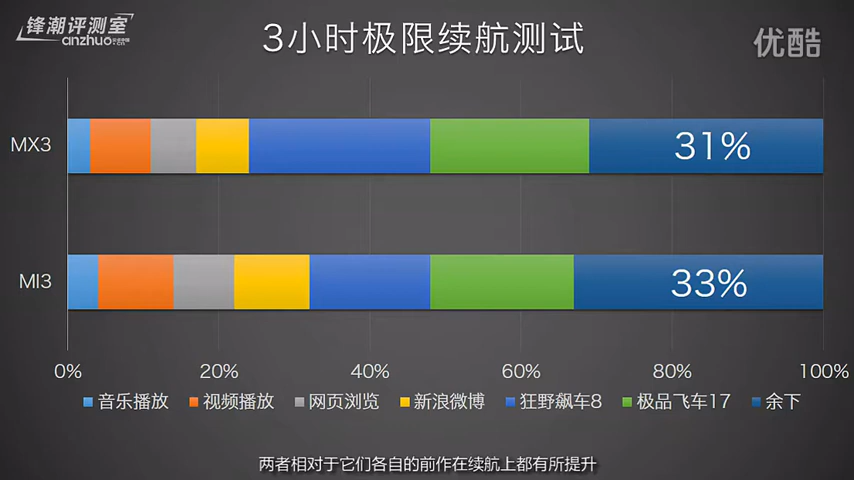 锋潮评测室
anzhuo.cn
3小时极限续航测试
优酷
MX3
31%
MI3
33%
0% 20% 40% 60% 80% 100%
音乐播放 视频播放 网页浏览 新浪微博 狂野飙车8 极品飞车17 余下
两者相对于它们各自的前作在续航上都有所提升